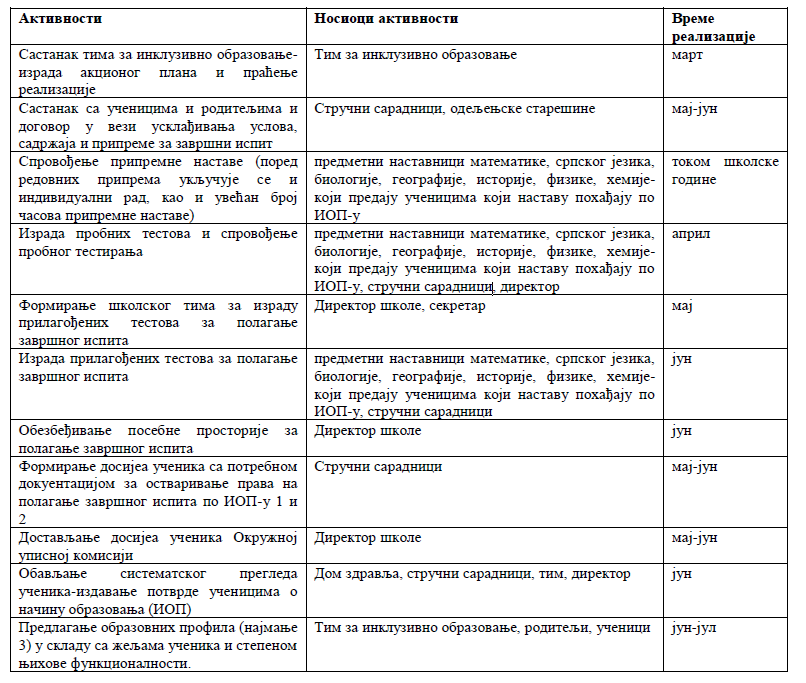 Активности
Носиоци активности
Време
реализације
Састанак тима за инклузивно образовање-
израда акционог плана и праћење
реализације
Тим за инклузивно образовање
март
Састанак са ученицима и родитељима и
договор у вези усклађивања услова,
садржаја и припреме за завршни испит
Стручни сарадници, одељењске старешине
мај-јун
Спровођење припремне наставе (поред
редовних припрема укључује се и
индивидуални рад, као и увећан број
часова припремне наставе)
предметни наставници математике, српског језика,
биологије, географије, историје, физике, хемије-
који предају ученицима који наставу похађају по
ИОП-у
током школске
године
Израда пробних тестова и спровођење
пробног тестирања
предметни наставници математике, српског језика,
биологије, географије, историје, физике, хемије-
који предају ученицима који наставу похађају по
ИОП-у, стручни сарадници, директор
април
Формирање школског тима за израду
прилагођених тестова за полагање
завршног испита
Директор школе, секретар
мај
Израда прилагођених тестова за полагање
завршног испита
предметни наставници математике, српског језика,
биологије, географије, историје, физике, хемије-
који предају ученицима који наставу похађају по
ИОП-у, стручни сарадници
јун
Обезбеђивање посебне просторије за
полагање завршног испита
Директор школе
јун
Формирање досијеа ученика са потребном
докуентацијом за остваривање права на
полагање завршног испита по ИОП-у 1 и
2
Стручни сарадници
мај-јун
Достављање досијеа ученика Окружној
уписној комисији
Директор школе
мај-јун
Обављање систематског прегледа
ученика-издавање потврде ученицима о
начину образовања (ИОП)
Дом здравља, стручни сарадници, тим, директор
јун
Предлагање образовних профила (најмање
3) у складу са жељама ученика и степеном
њихове функционалности.
Тим за инклузивно образовање, родитељи, ученици
јун-јул